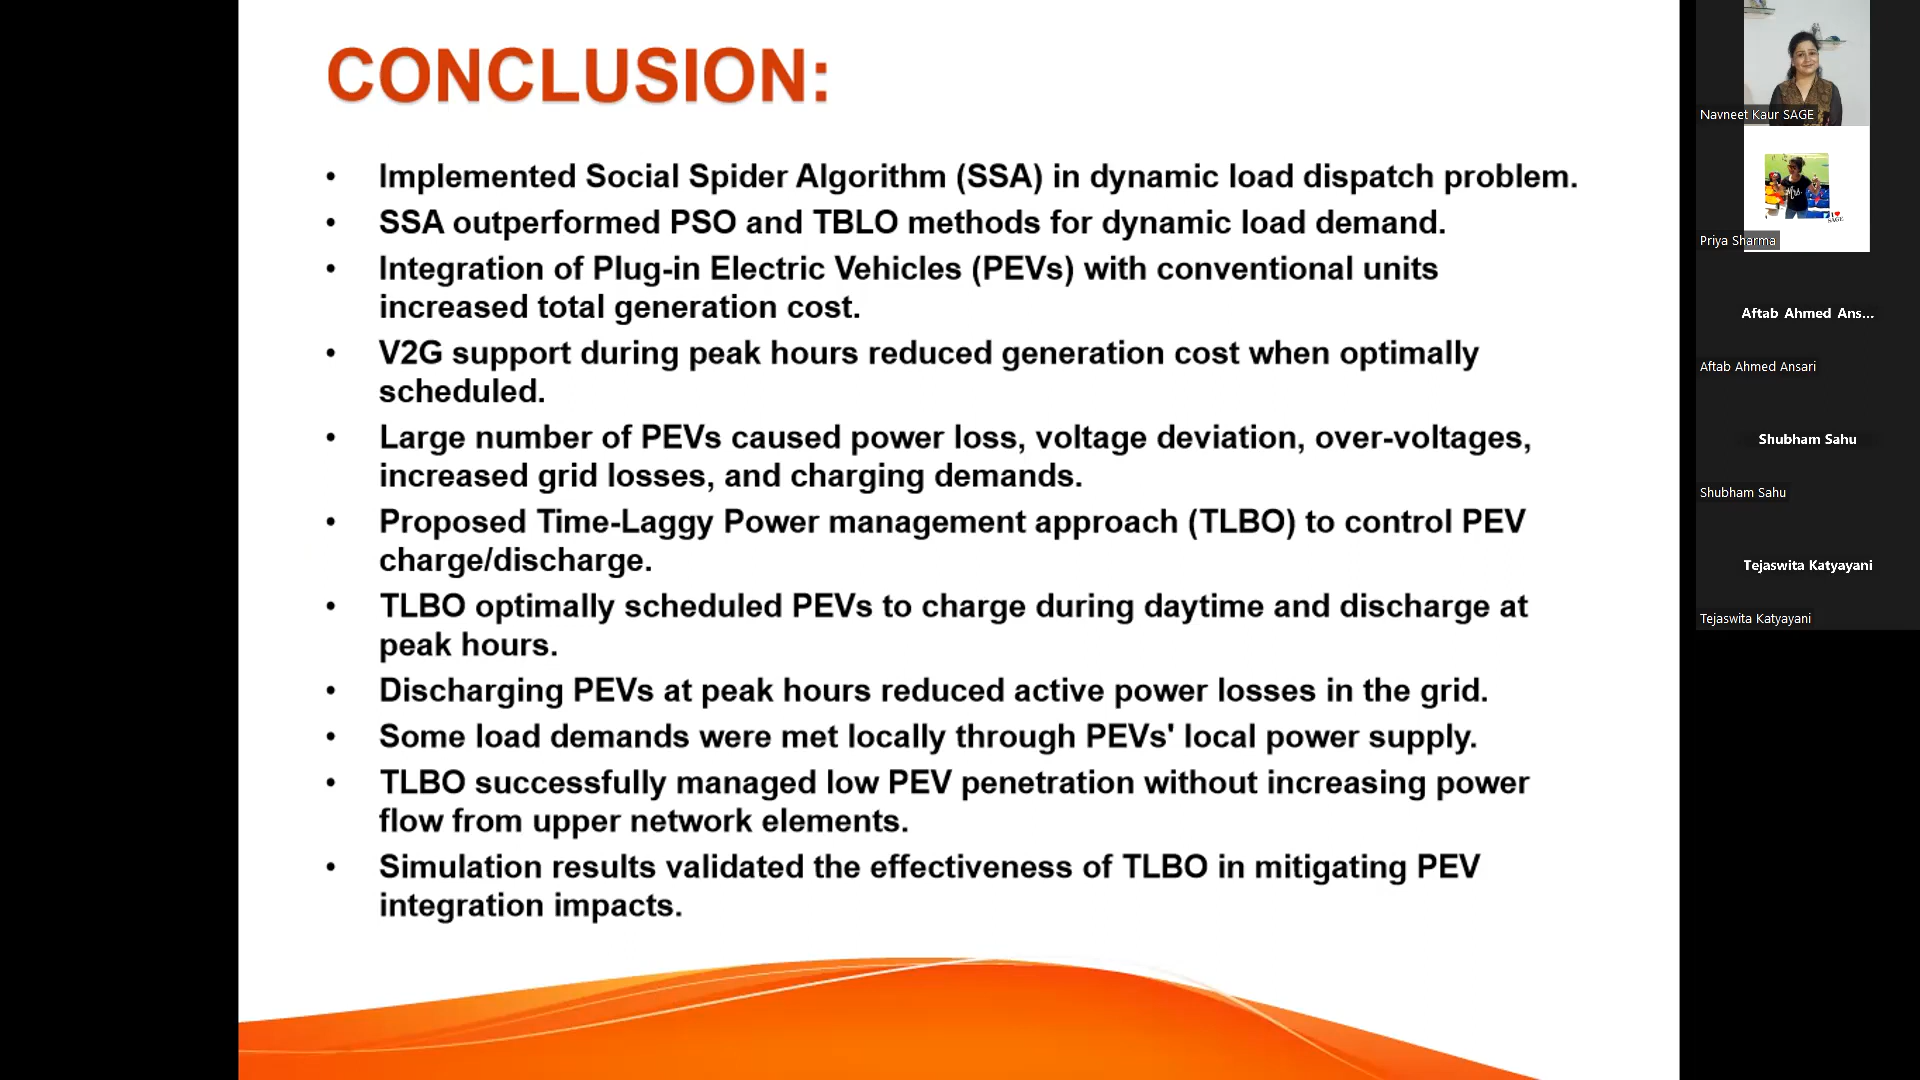 CONCLUSION:
• Implemented Social Spider Algorithm (SSA) in dynamic load dispatch problem.
• SSA outperformed PSO and TBLO methods for dynamic load demand.
• Integration of Plug-in Electric Vehicles (PEVs) with conventional units
increased total generation cost.
• V2G support during peak hours reduced generation cost when optimally
scheduled.
• Large number of PEVs caused power loss, voltage deviation, over-voltages,
increased grid losses, and charging demands.
• Proposed Time-Laggy Power management approach (TLBO) to control PEV
charge/discharge.
• TLBO optimally scheduled PEVs to charge during daytime and discharge at
peak hours.
• Discharging PEVs at peak hours reduced active power losses in the grid.
• Some load demands were met locally through PEVs' local power supply.
• TLBO successfully managed low PEV penetration without increasing power
flow from upper network elements.
• Simulation results validated the effectiveness of TLBO in mitigating PEV
integration impacts.
Navneet Kaur SAGE
Mrs.
I ♥
SAGE
Priya Sharma
Aftab Ahmed Ans...
Aftab Ahmed Ansari
Shubham Sahu
Shubham Sahu
Tejaswita Katyayani
Tejaswita Katyayani